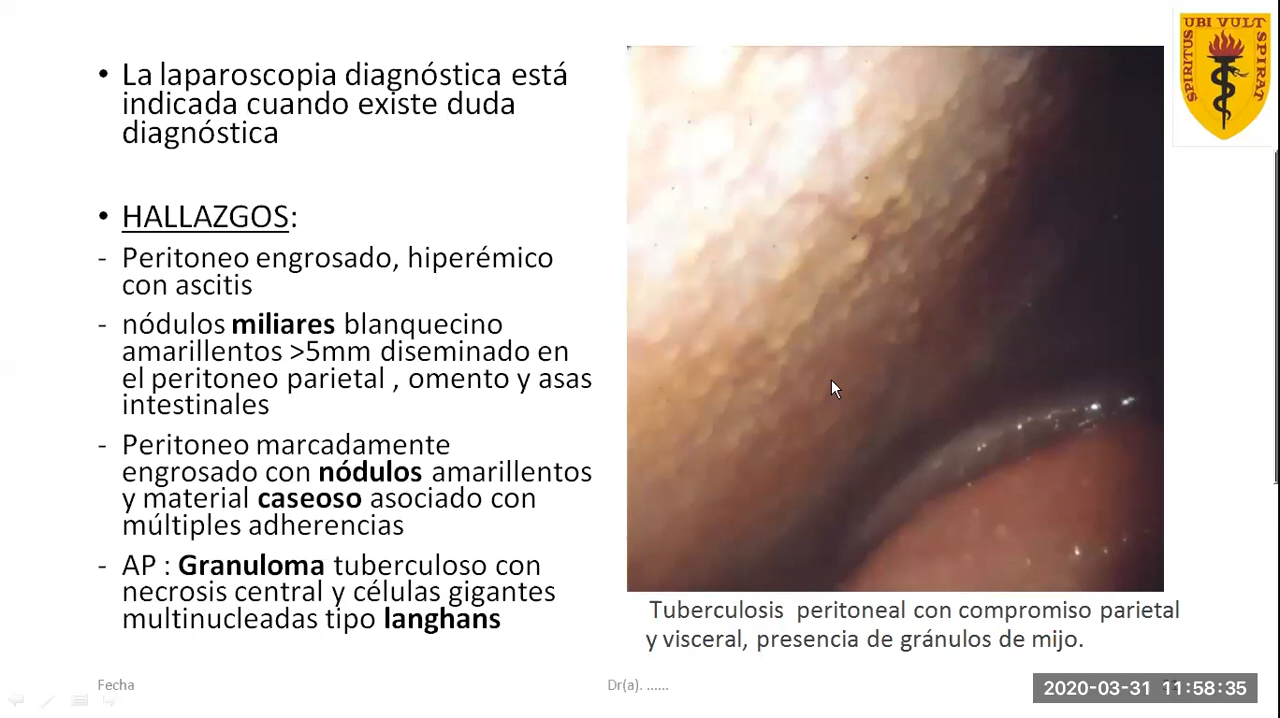 • La laparoscopia diagnóstica está
indicada cuando existe duda
diagnóstica
• HALLAZGOS:
- Peritoneo engrosado, hiperémico
con ascitis
- nódulos miliares blanquecino
amarillentos >5mm diseminado en
el peritoneo parietal , omento y asas
intestinales
- Peritoneo marcadamente
engrosado con nódulos amarillentos
y material caseoso asociado con
múltiples adherencias
- AP : Granuloma tuberculoso con
necrosis central y células gigantes
multinucleadas tipo langhans
SPIRITUS UBI VULT SPIRAT
Tuberculosis peritoneal con compromiso parietal
y visceral, presencia de gránulos de mijo.
Fecha
Dr(a). ......
2020-03-31 11:58:35